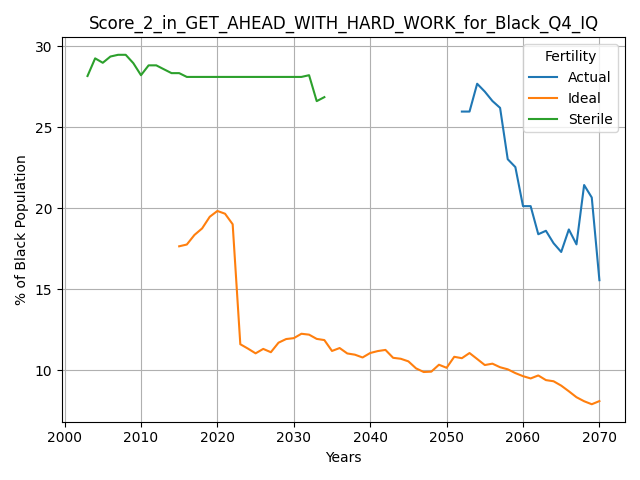 Score_2_in_GET_AHEAD_WITH_HARD_WORK_for_Black_Q4_IQ
% of Black Population
30
25
20
15
10
Fertility
Actual
Ideal
Sterile
2000 2010 2020 2030 2040 2050 2060 2070
Years